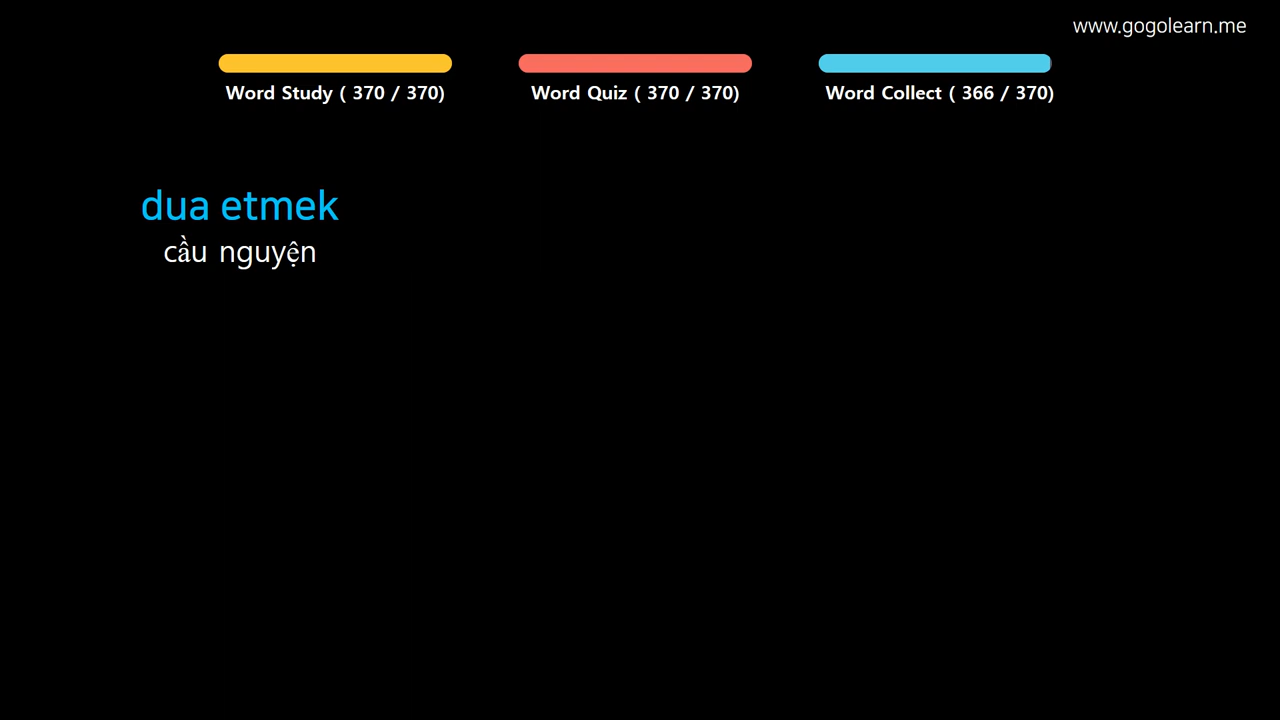 www.gogolearn.me
Word Study ( 370 / 370)
Word Quiz ( 370 / 370)
Word Collect ( 366 / 370)
dua etmek
cầu nguyện